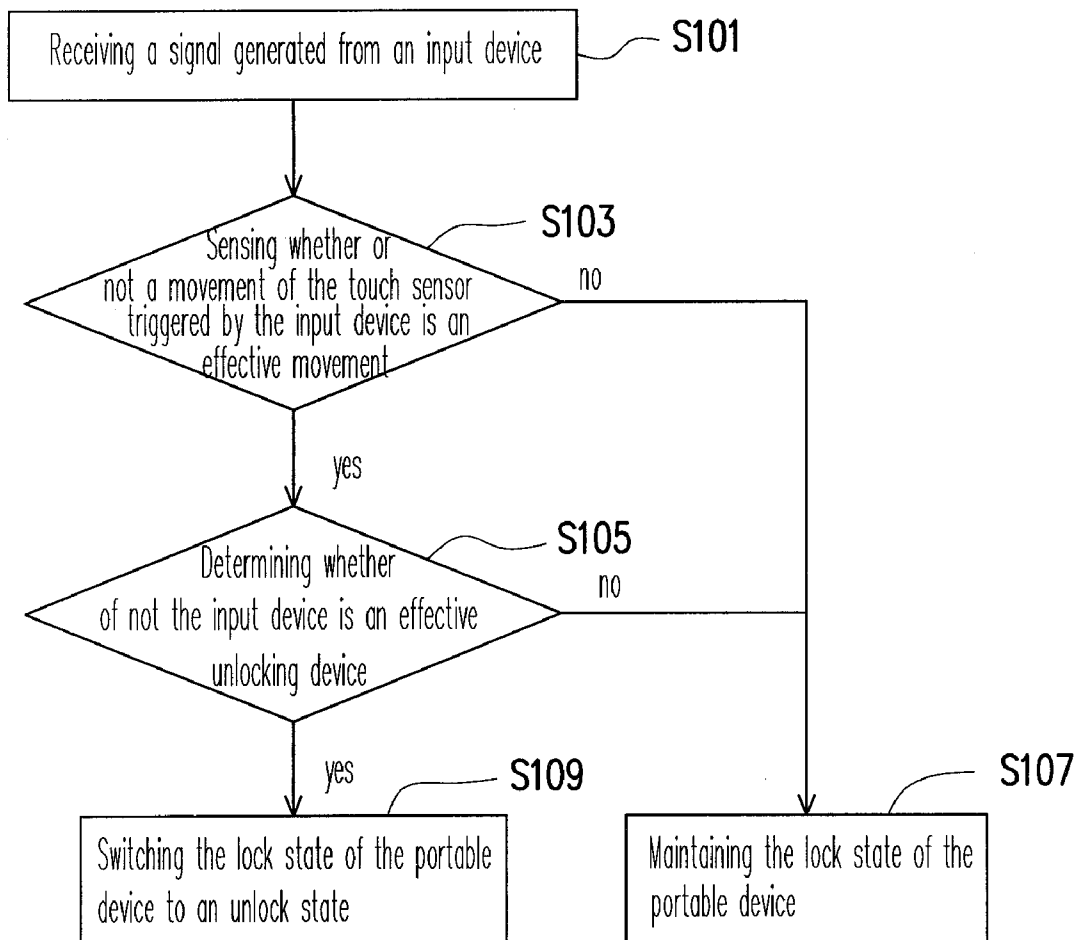 Receiving a signal generated from an input device
S101
Sensing whether or
not a movement of the touch sensor
triggered by the input device is an
effective movement
S103
no
yes
Determining whether
of not the input device is an effective
unlocking device
S105
no
yes
S109
Switching the lock state of the portable
device to an unlock state
S107
Maintaining the lock state of the
portable device